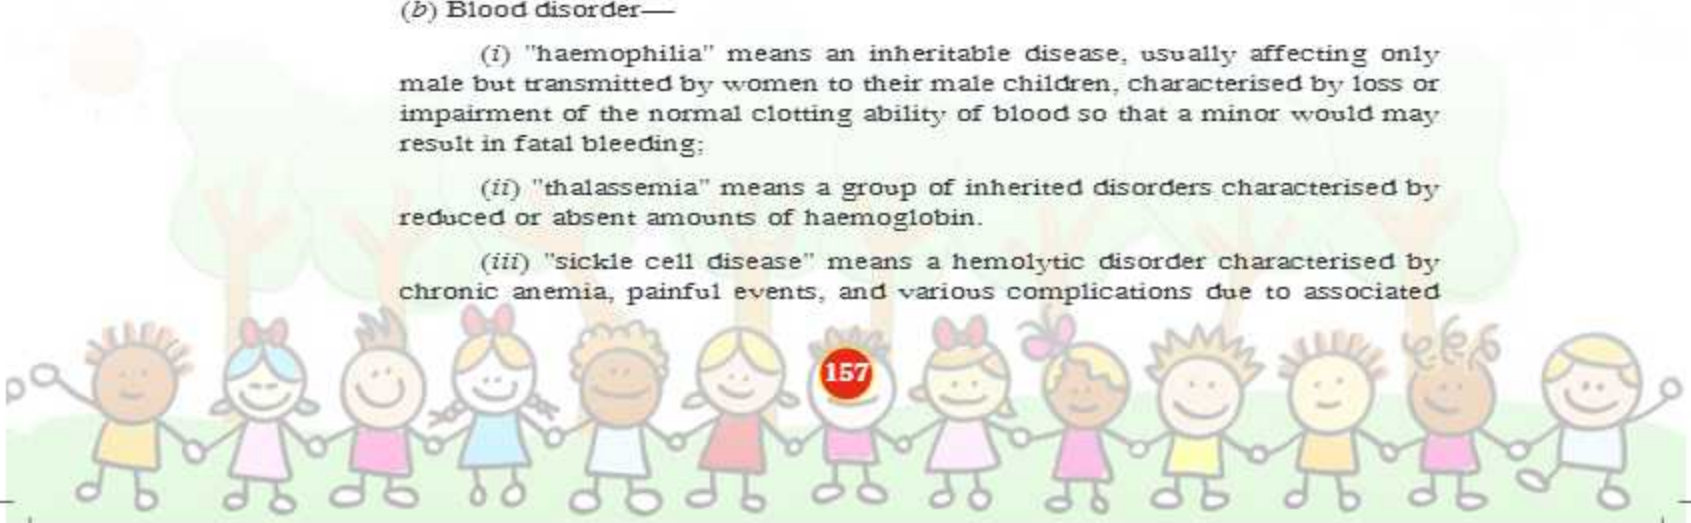 (b) Blood disorder—
(i) "haemophilia" means an inheritable disease, usually affecting only
male but transmitted by women to their male children, characterised by loss or
impairment of the normal clotting ability of blood so that a minor would may
result in fatal bleeding;
(ii) "thalassemia" means a group of inherited disorders characterised by
reduced or absent amounts of haemoglobin.
(iii) "sickle cell disease" means a hemolytic disorder characterised by
chronic anemia, painful events, and various complications due to associated
157